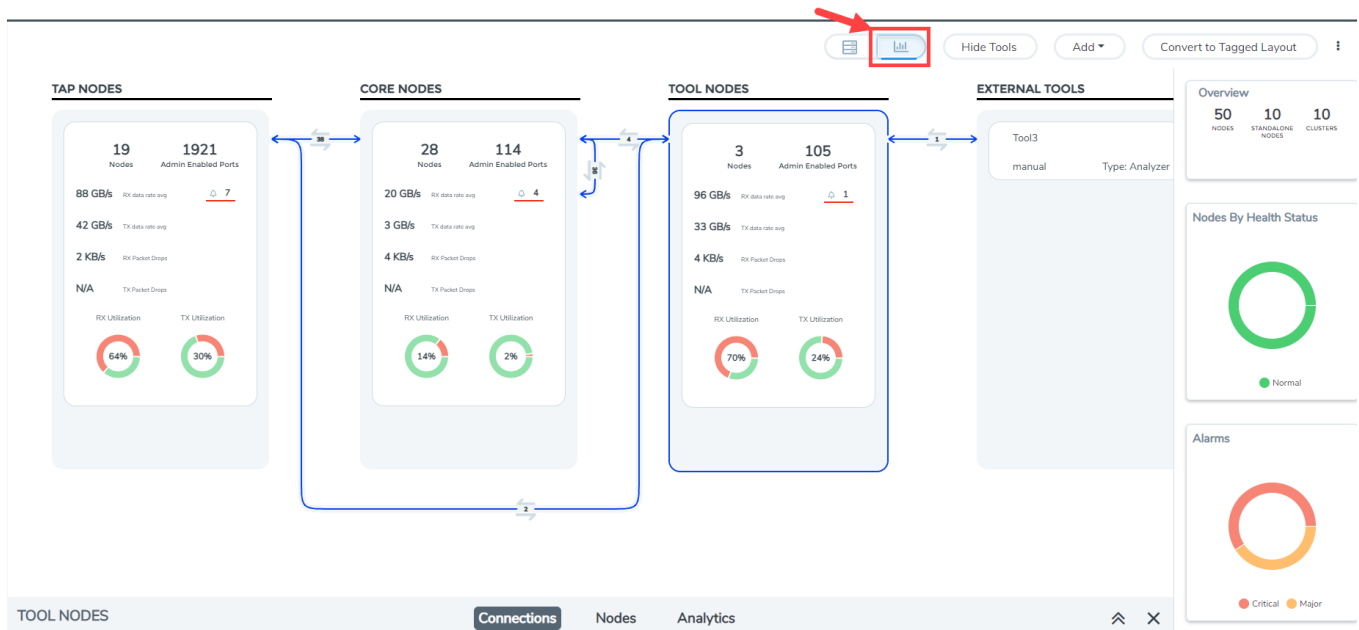 Hide Tools
Add
Convert to Tagged Layout
TAP NODES
19 1921
Nodes Admin Enabled Ports
88 GB/s RX data rate avg 7
42 GB/s TX data rate avg
2 KB/s RX Packet Drops
N/A TX Packet Drops
RX Utilization TX Utilization
64% 30%
38
CORE NODES
28 114
Nodes Admin Enabled Ports
20 GB/s RX data rate avg 4
3 GB/s TX data rate avg
4 KB/s RX Packet Drops
N/A TX Packet Drops
RX Utilization TX Utilization
14% 2%
4
2
TOOL NODES
3 105
Nodes Admin Enabled Ports
96 GB/s RX data rate avg 1
33 GB/s TX data rate avg
4 KB/s RX Packet Drops
N/A TX Packet Drops
RX Utilization TX Utilization
70% 24%
1
EXTERNAL TOOLS
Tool3
manual Type: Analyzer
Overview
50 10 10
NODES STANDALONE CLUSTERS
NODES
Nodes By Health Status
Normal
Alarms
Critical Major
TOOL NODES
Connections Nodes Analytics